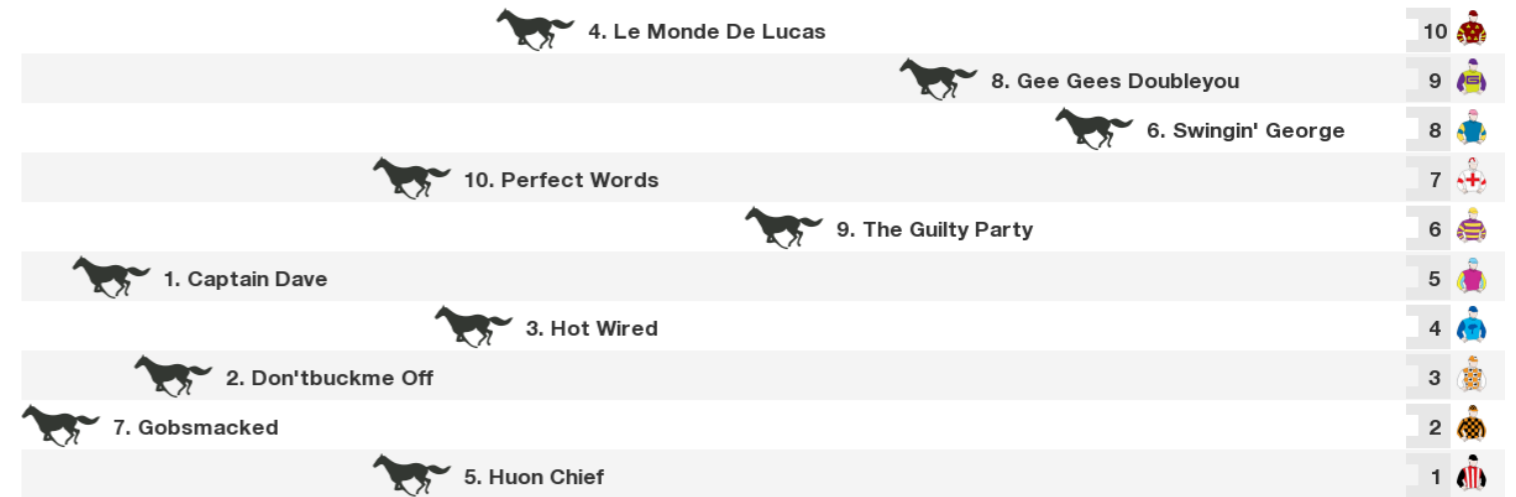 4. Le Monde De Lucas 10
8. Gee Gees Doubleyou 9
6. Swingin' George 8
10. Perfect Words 7
9. The Guilty Party 6
1. Captain Dave 5
3. Hot Wired 4
2. Don'tbuckme Off 3
7. Gobsmacked 2
5. Huon Chief 1